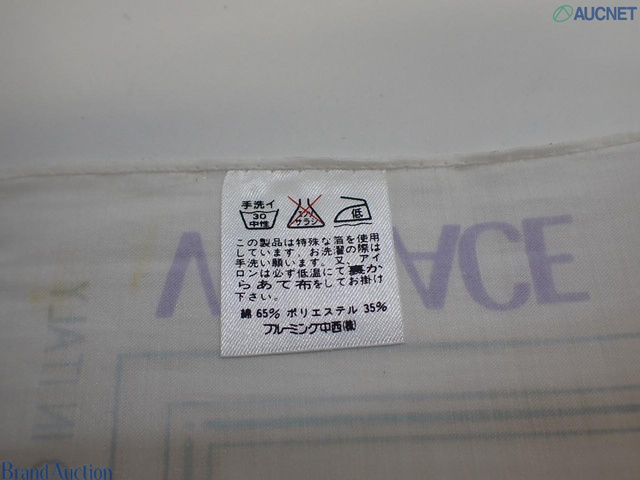 AUCNET
手洗イ
30
中性
エンソ
サラシ
低
この製品は特殊な箔を使用
しています。お洗濯の際は
手洗い願います。又、アイ
ロンは必ず低温にて裏か
らあて布をしてお掛け
下さい。
綿 65% ポリエステル 35%
ブルーミング中西(株)
ACE
IN ITALY
Brand Auction